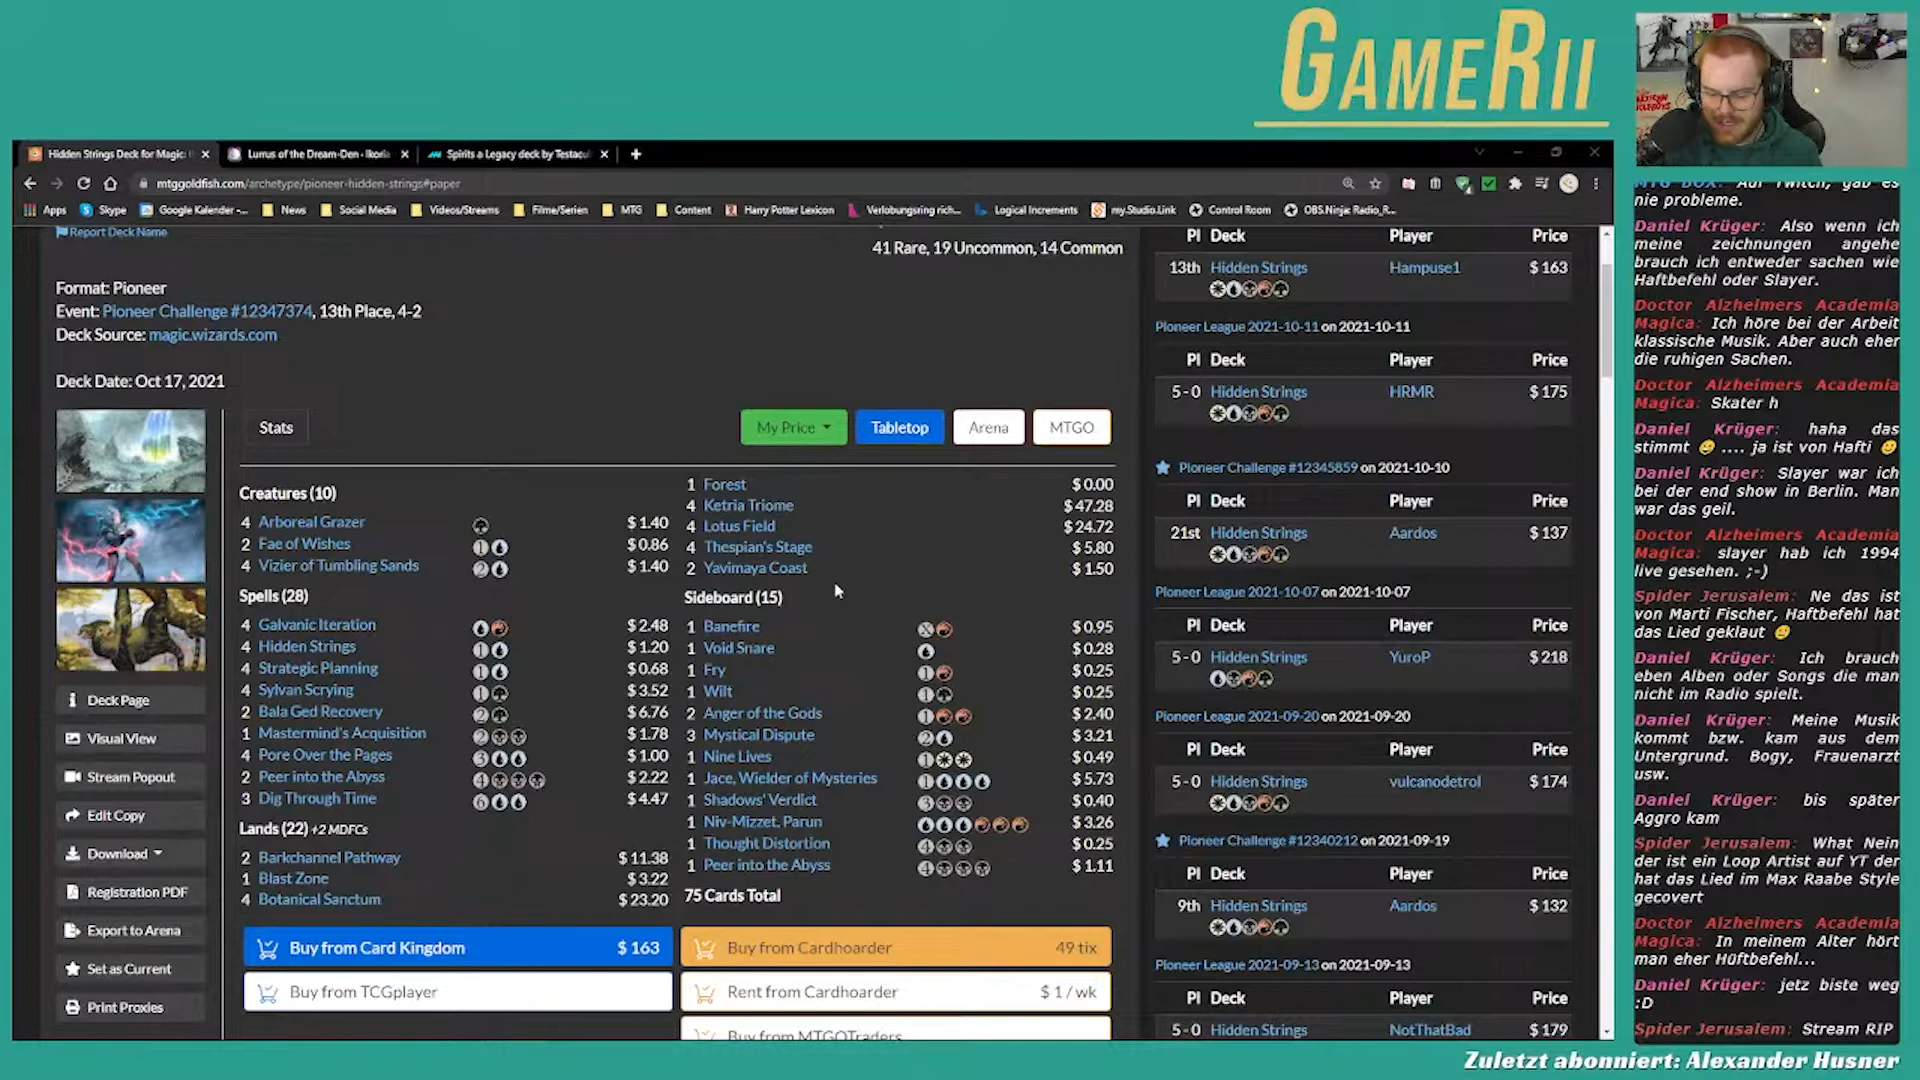 GAMERII
Hidden Strings Deck for Magic:
Lurrus of the Dream-Den · Ikoria
Spirits a Legacy deck by Testacu
mtggoldfish.com/archetype/pioneer-hidden-strings#paper
Apps Skype Google Kalender -... News Social Media Videos/Streams Filme/Serien MTG Content Harry Potter Lexicon Verlobungsring rich... Logical Increments my.Studio.Link Control Room OBS.Ninja: Radio_R...
Report Deck Name
41 Rare, 19 Uncommon, 14 Common
Format: Pioneer
Event: Pioneer Challenge #12347374, 13th Place, 4-2
Deck Source: magic.wizards.com
Deck Date: Oct 17, 2021
Stats
My Price
Tabletop
Arena
MTGO
Creatures (10)
4 Arboreal Grazer $ 1.40
2 Fae of Wishes 1 $ 0.86
4 Vizier of Tumbling Sands 2 $ 1.40
Spells (28)
4 Galvanic Iteration $ 2.48
4 Hidden Strings 1 $ 1.20
4 Strategic Planning 1 $ 0.68
4 Sylvan Scrying 1 $ 3.52
2 Bala Ged Recovery 2 $ 6.76
1 Mastermind's Acquisition 2 $ 1.78
4 Pore Over the Pages 3 $ 1.00
2 Peer into the Abyss 4 $ 2.22
3 Dig Through Time 6 $ 4.47
Lands (22) +2 MDFCs
2 Barkchannel Pathway $ 11.38
1 Blast Zone $ 3.22
4 Botanical Sanctum $ 23.20
1 Forest $ 0.00
4 Ketria Triome $ 47.28
4 Lotus Field $ 24.72
4 Thespian's Stage $ 5.80
2 Yavimaya Coast $ 1.50
Sideboard (15)
1 Banefire X $ 0.95
1 Void Snare $ 0.28
1 Fry 1 $ 0.25
1 Wilt 1 $ 0.25
2 Anger of the Gods 1 $ 2.40
3 Mystical Dispute 2 $ 3.21
1 Nine Lives 1 $ 0.49
1 Jace, Wielder of Mysteries 1 $ 5.73
1 Shadows' Verdict 3 $ 0.40
1 Niv-Mizzet, Parun $ 3.26
1 Thought Distortion 4 $ 0.25
1 Peer into the Abyss 4 $ 1.11
75 Cards Total
Deck Page
Visual View
Stream Popout
Edit Copy
Download
Registration PDF
Export to Arena
Set as Current
Print Proxies
Buy from Card Kingdom $ 163
Buy from Cardhoarder 49 tix
Buy from TCGplayer
Rent from Cardhoarder $ 1 / wk
Buy from MTGOTraders
Pl Deck Player Price
13th Hidden Strings Hampuse1 $ 163
Pioneer League 2021-10-11 on 2021-10-11
Pl Deck Player Price
5-0 Hidden Strings HRMR $ 175
Pioneer Challenge #12345859 on 2021-10-10
Pl Deck Player Price
21st Hidden Strings Aardos $ 137
Pioneer League 2021-10-07 on 2021-10-07
Pl Deck Player Price
5-0 Hidden Strings YuroP $ 218
Pioneer League 2021-09-20 on 2021-09-20
Pl Deck Player Price
5-0 Hidden Strings vulcanodetrol $ 174
Pioneer Challenge #12340212 on 2021-09-19
Pl Deck Player Price
9th Hidden Strings Aardos $ 132
Pioneer League 2021-09-13 on 2021-09-13
Pl Deck Player Price
5-0 Hidden Strings NotThatBad $ 179
MTG BOX: Auf Twitch, gab es
nie probleme.
Daniel Krüger: Also wenn ich
meine zeichnungen angehe
brauch ich entweder sachen wie
Haftbefehl oder Slayer.
Doctor Alzheimers Academia
Magica: Ich höre bei der Arbeit
klassische Musik. Aber auch eher
die ruhigen Sachen.
Doctor Alzheimers Academia
Magica: Skater h
Daniel Krüger: haha das
stimmt 🙂 .... ja ist von Hafti 🙂
Daniel Krüger: Slayer war ich
bei der end show in Berlin. Man
war das geil.
Doctor Alzheimers Academia
Magica: slayer hab ich 1994
live gesehen. ;-)
Spider Jerusalem: Ne das ist
von Marti Fischer, Haftbefehl hat
das Lied geklaut 🙂
Daniel Krüger: Ich brauch
eben Alben oder Songs die man
nicht im Radio spielt.
Daniel Krüger: Meine Musik
kommt bzw. kam aus dem
Untergrund. Bogy, Frauenarzt
usw.
Daniel Krüger: bis später
Aggro kam
Spider Jerusalem: What Nein
der ist ein Loop Artist auf YT der
hat das Lied im Max Raabe Style
gecovert
Doctor Alzheimers Academia
Magica: In meinem Alter hört
man eher Hüftbefehl...
Daniel Krüger: jetz biste weg
:D
Spider Jerusalem: Stream RIP
Zuletzt abonniert: Alexander Husner